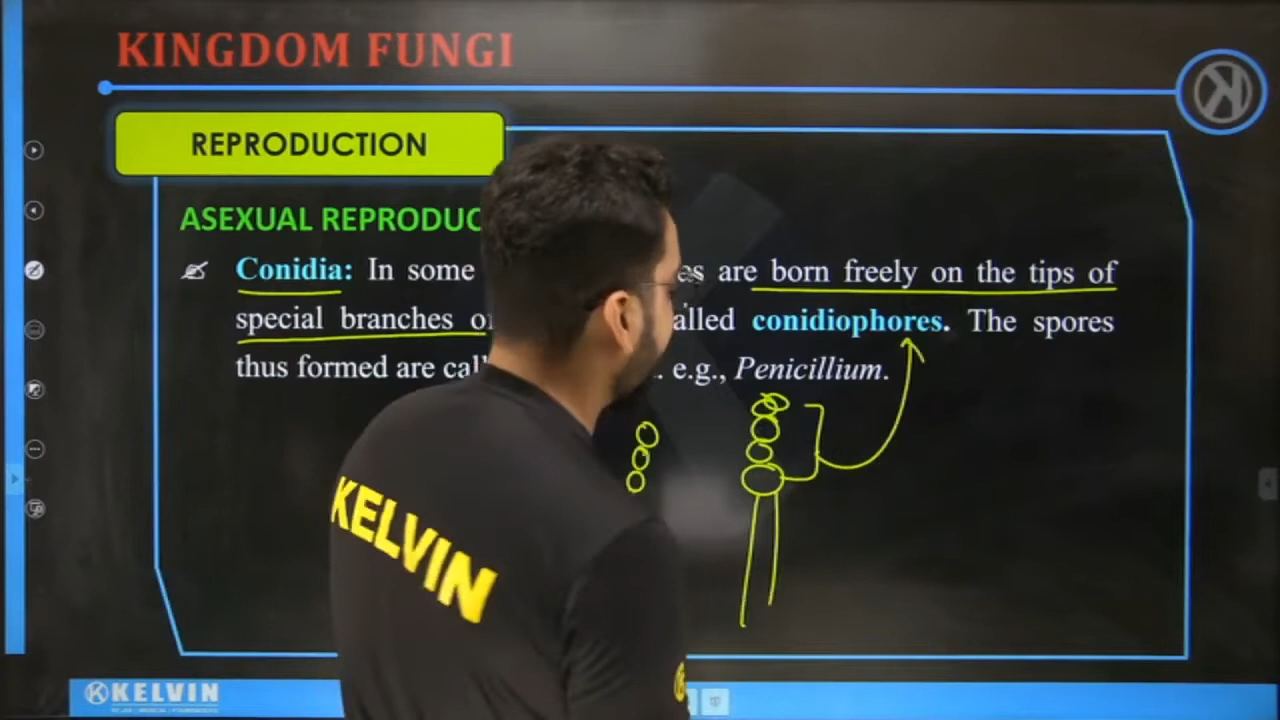 KINGDOM FUNGI
REPRODUCTION
ASEXUAL REPRODUC
Conidia: In some es are born freely on the tips of
special branches o alled conidiophores. The spores
thus formed are cal . e.g., Penicillium.
KELVIN
KELVIN